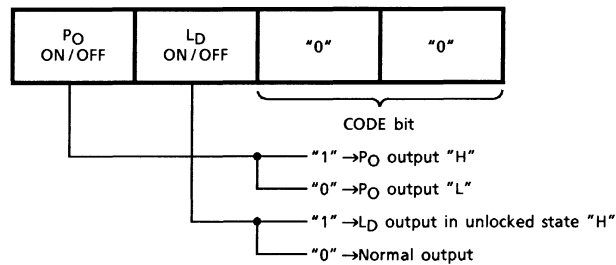 PO ON/OFF
LD ON/OFF
"0"
"0"
CODE bit
"1" →PO output "H"
"0" →PO output "L"
"1" →LD output in unlocked state "H"
"0" →Normal output